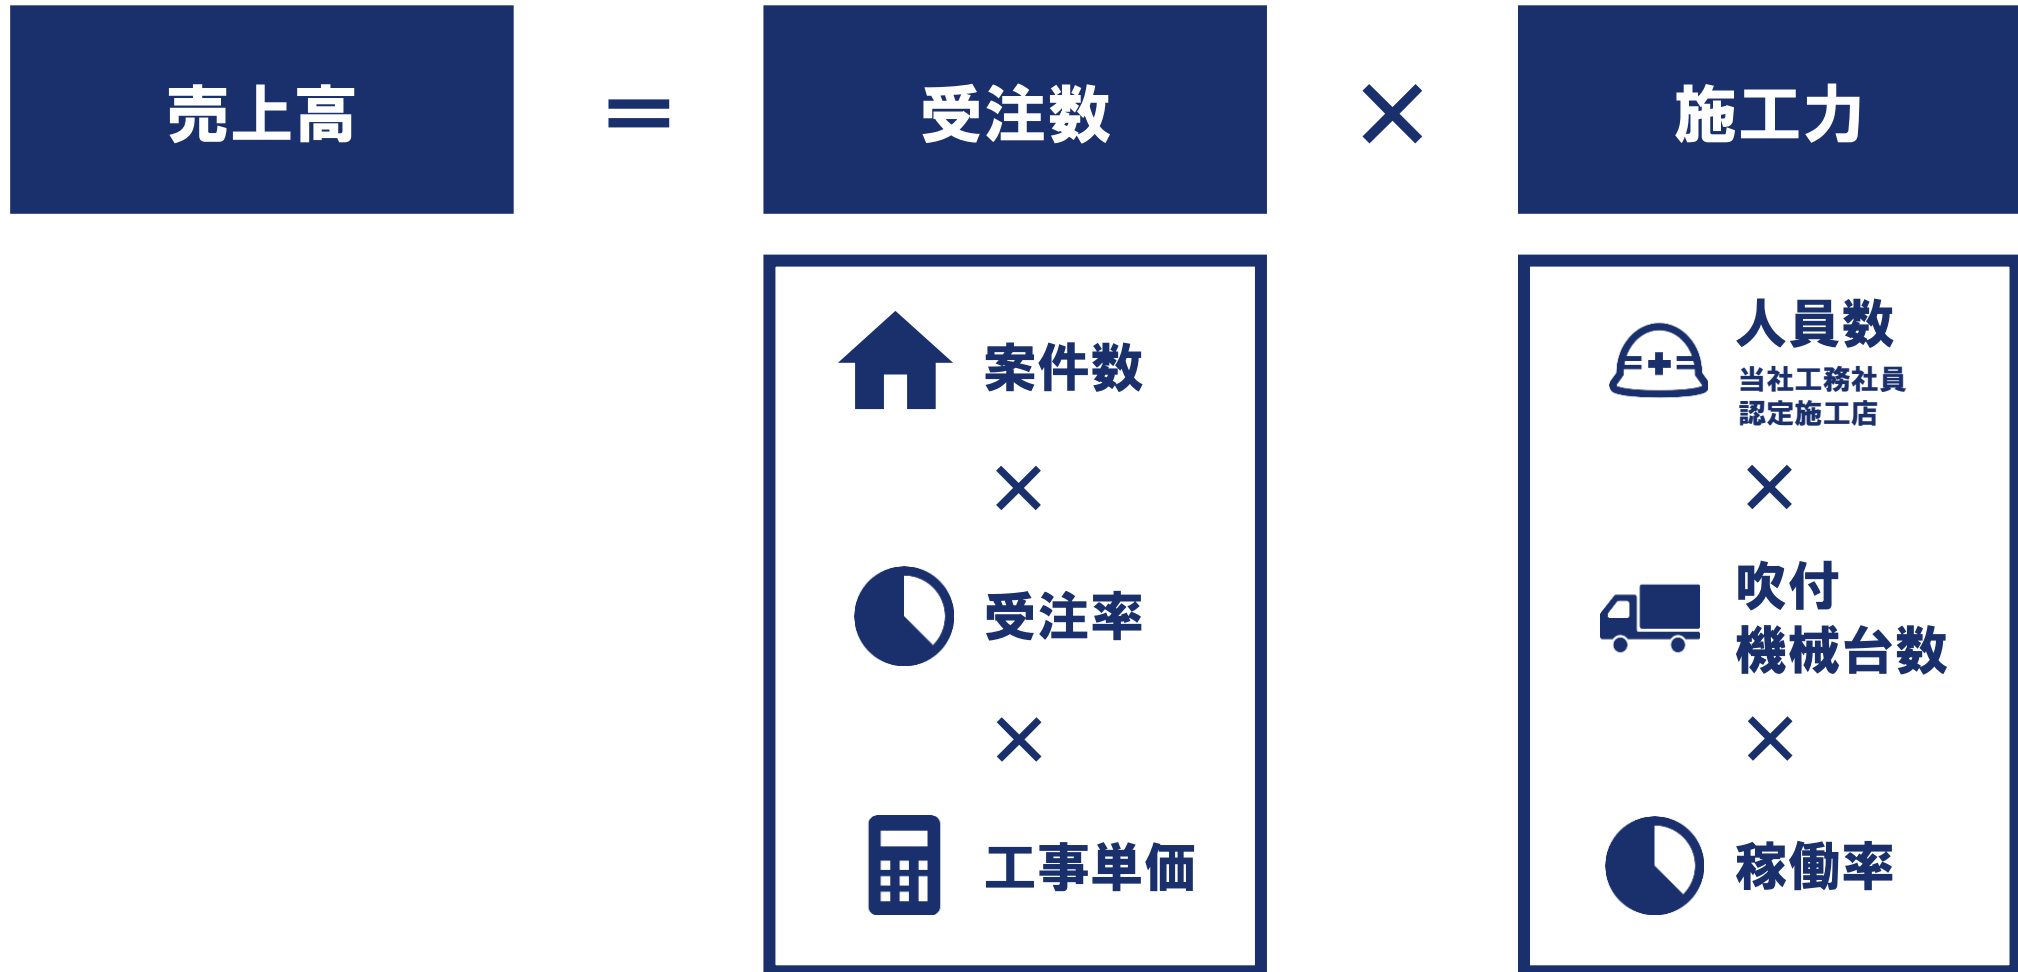 売上高
=
受注数
×
施工力
案件数
×
受注率
×
工事単価
人員数
当社工務社員
認定施工店
×
吹付
機械台数
×
稼働率